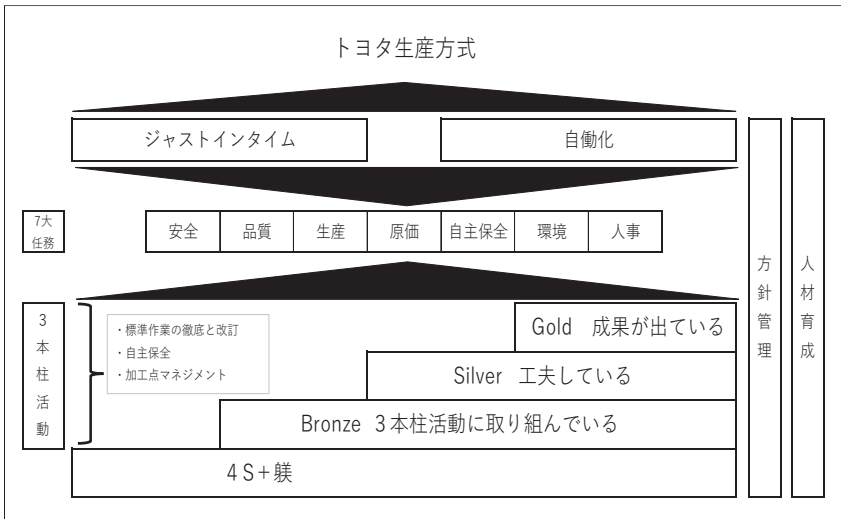 トヨタ生産方式
ジャストインタイム
自働化
7大
任務
安全
品質
生産
原価
自主保全
環境
人事
3本柱活動
・標準作業の徹底と改訂
・自主保全
・加工点マネジメント
Gold 成果が出ている
Silver 工夫している
Bronze 3本柱活動に取り組んでいる
4S+躾
方針管理
人材育成